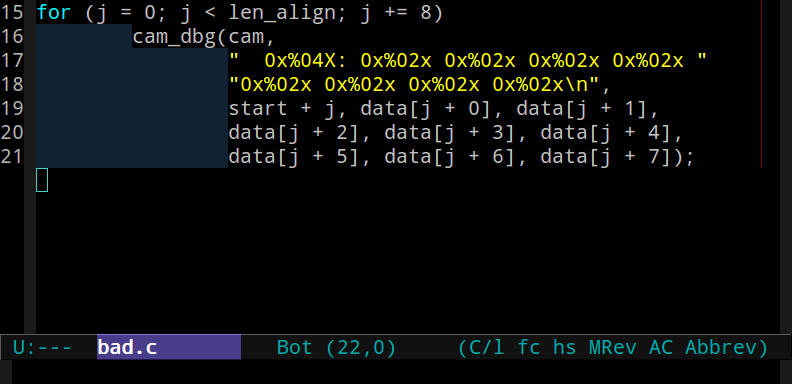 15 for (j = 0; j < len_align; j += 8)
16 cam_dbg(cam,
17 "  0x%04X: 0x%02x 0x%02x 0x%02x 0x%02x "
18 "0x%02x 0x%02x 0x%02x 0x%02x\n",
19 start + j, data[j + 0], data[j + 1],
20 data[j + 2], data[j + 3], data[j + 4],
21 data[j + 5], data[j + 6], data[j + 7]);
U:--- bad.c Bot (22,0) (C/l fc hs MRev AC Abbrev)